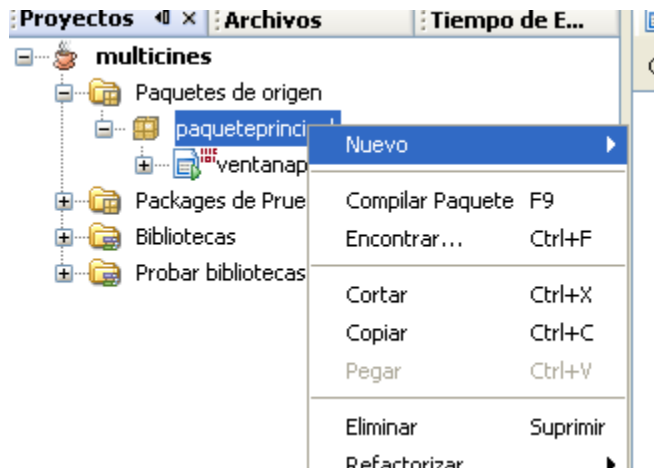 Proyectos
Archivos
Tiempo de E...
multicines
Paquetes de origen
paqueteprinci
ventanap
Packages de Prue
Bibliotecas
Probar bibliotecas
Nuevo
Compilar Paquete F9
Encontrar... Ctrl+F
Cortar Ctrl+X
Copiar Ctrl+C
Pegar Ctrl+V
Eliminar Suprimir
Refactorizar